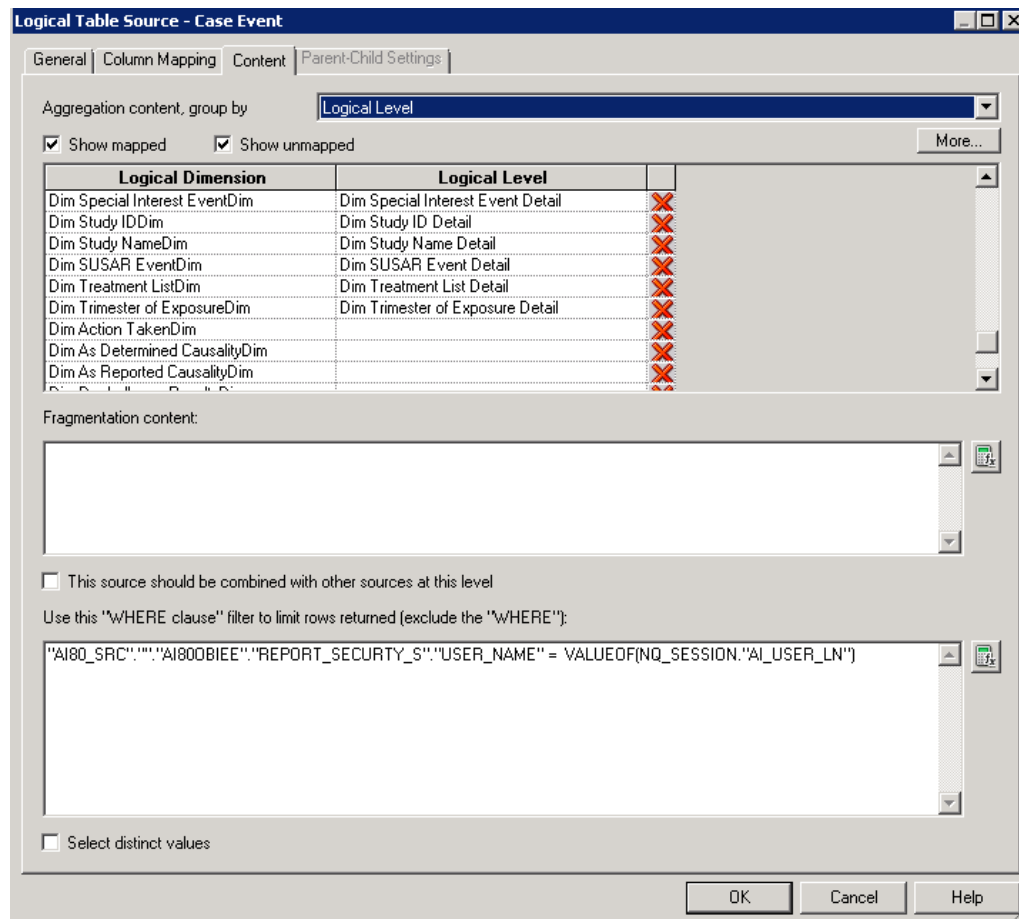 Logical Table Source - Case Event
General Column Mapping Content Parent-Child Settings
Aggregation content, group by Logical Level
Show mapped Show unmapped More...
Logical Dimension Logical Level
Dim Special Interest EventDim Dim Special Interest Event Detail
Dim Study IDDim Dim Study ID Detail
Dim Study NameDim Dim Study Name Detail
Dim SUSAR EventDim Dim SUSAR Event Detail
Dim Treatment ListDim Dim Treatment List Detail
Dim Trimester of ExposureDim Dim Trimester of Exposure Detail
Dim Action TakenDim
Dim As Determined CausalityDim
Dim As Reported CausalityDim
Fragmentation content:
This source should be combined with other sources at this level
Use this "WHERE clause" filter to limit rows returned (exclude the "WHERE"):
"AI80_SRC".""."AI80OBIEE"."REPORT_SECURTY_S"."USER_NAME" = VALUEOF(NQ_SESSION."AI_USER_LN")
Select distinct values
OK Cancel Help